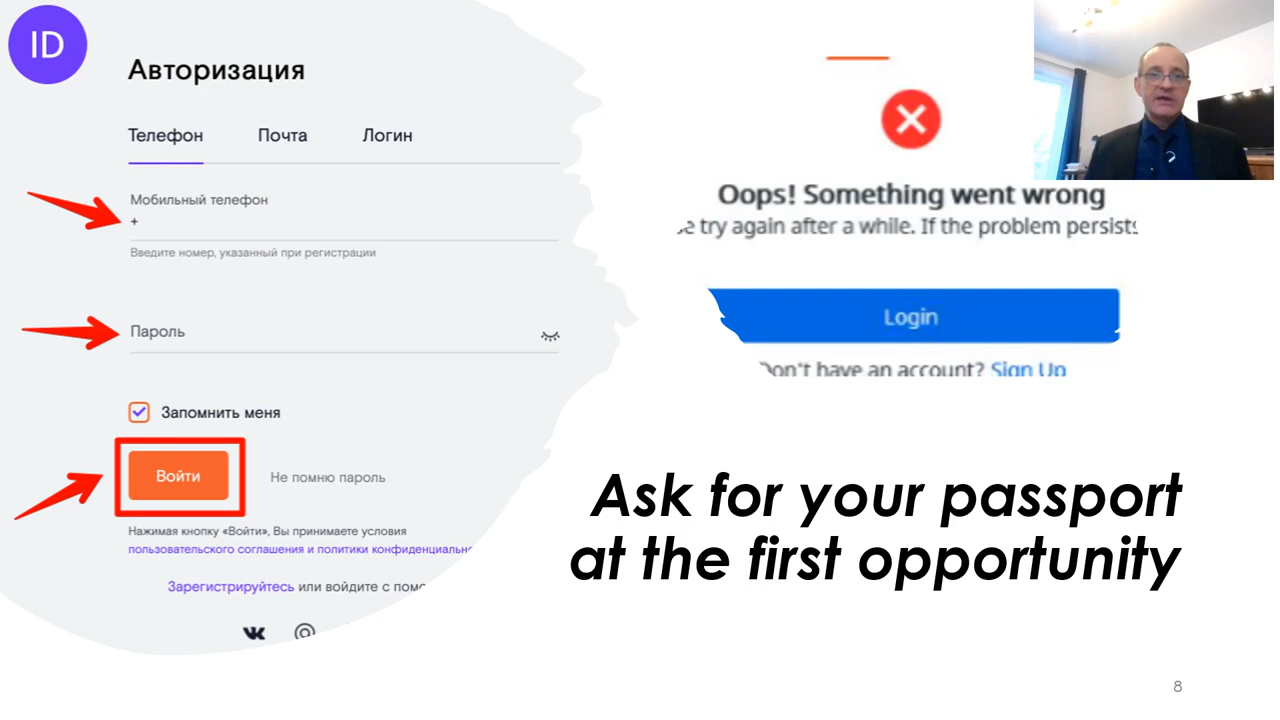 ID
Авторизация
Телефон Почта Логин
Мобильный телефон
+
Введите номер, указанный при регистрации
Пароль
Запомнить меня
Войти
Не помню пароль
Нажимая кнопку «Войти», Вы принимаете условия
пользовательского соглашения и политики
Зарегистрируйтесь или войдите с
Oops! Something went wrong
try again after a while. If the problem persists
Login
Don't have an account? Sign Up
Ask for your passport
at the first opportunity
8